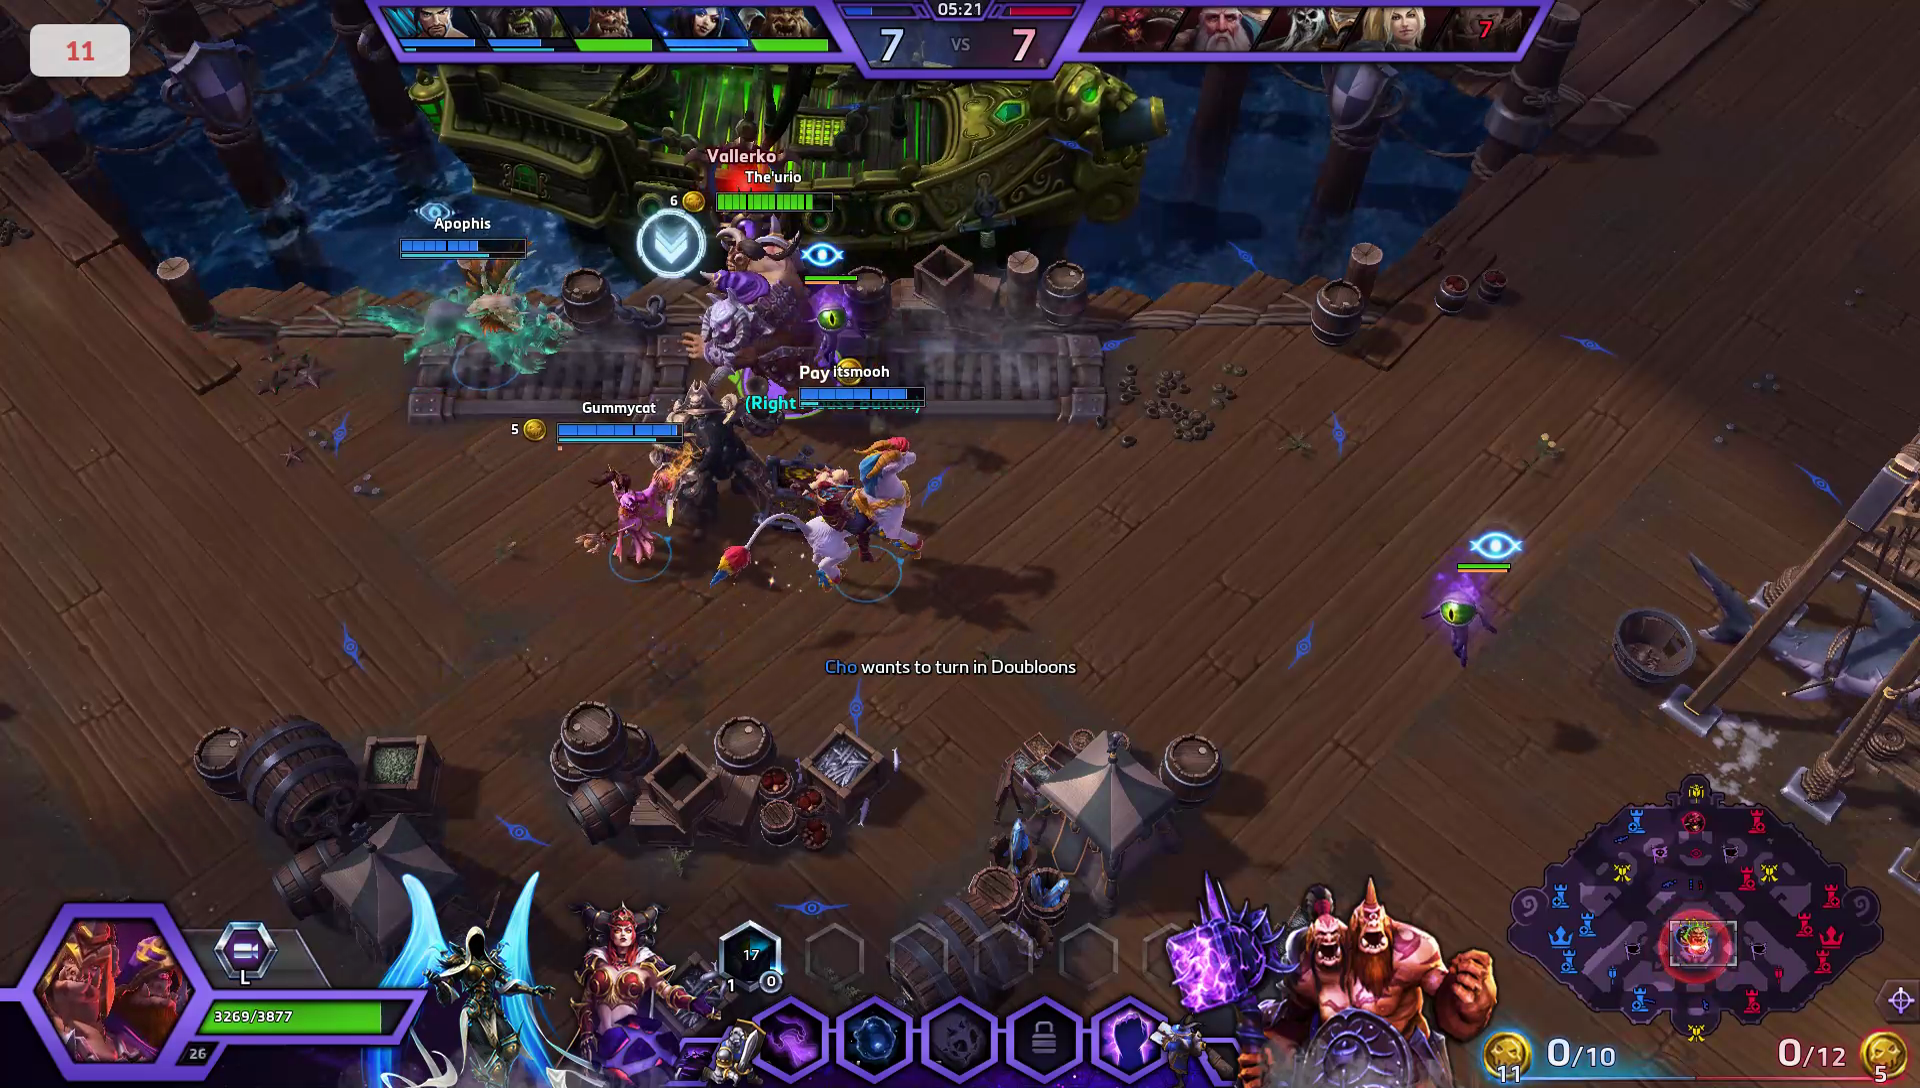 11
05:21
7 VS 7
7
Vallerko
The'urio
6
Apophis
Pay itsmooh
(Right
Gummycat
5
Cho wants to turn in Doubloons
L
3269/3877
26
17
1
0
0/10
11
0/12
5